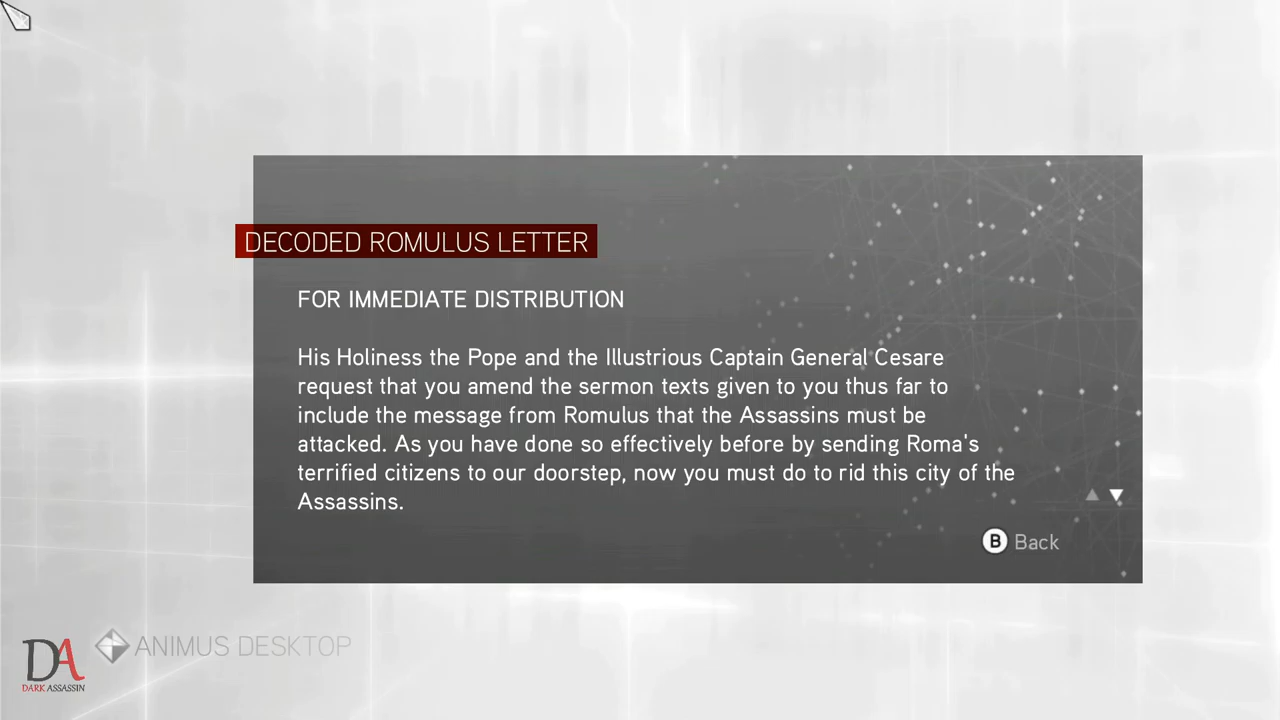 DECODED ROMULUS LETTER
FOR IMMEDIATE DISTRIBUTION
His Holiness the Pope and the Illustrious Captain General Cesare
request that you amend the sermon texts given to you thus far to
include the message from Romulus that the Assassins must be
attacked. As you have done so effectively before by sending Roma's
terrified citizens to our doorstep, now you must do to rid this city of the
Assassins.
B Back
ANIMUS DESKTOP
DA
DARK ASSASSIN